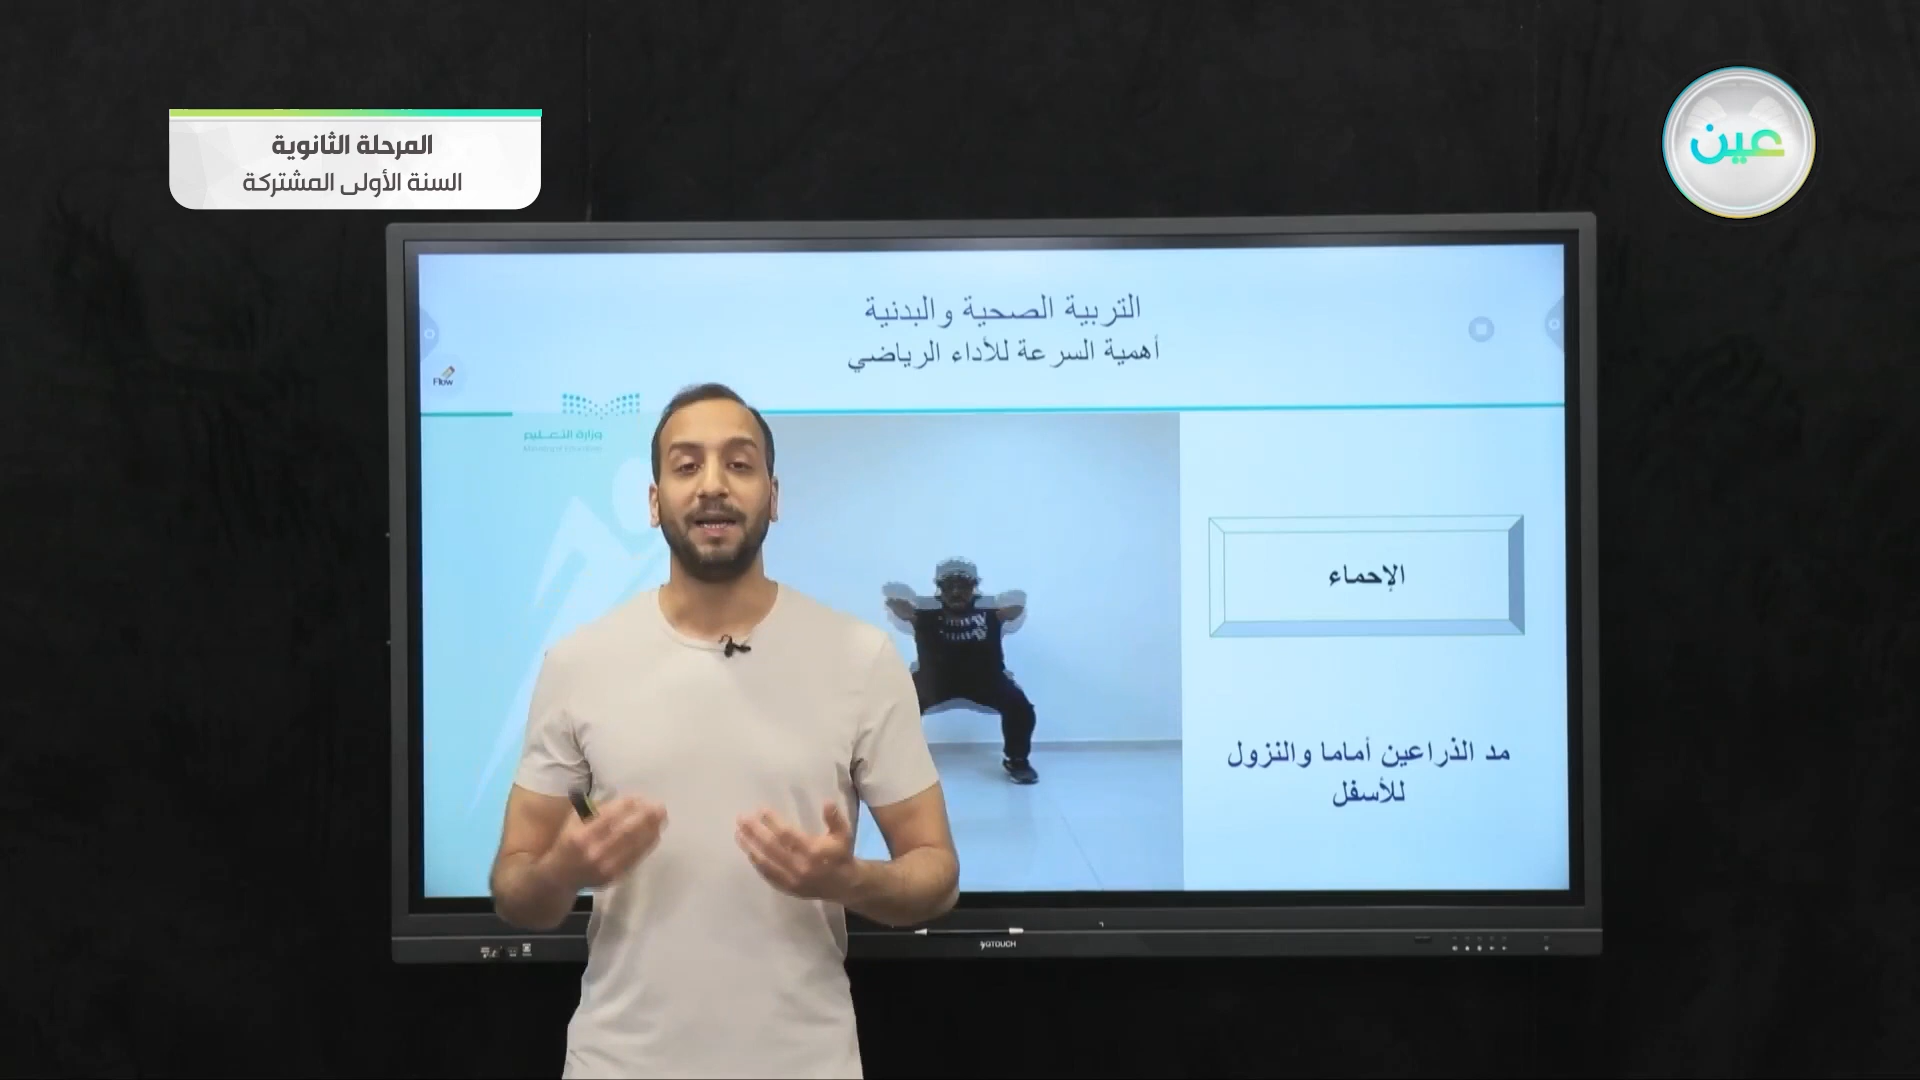 المرحلة الثانوية
السنة الأولى المشتركة
عين
التربية الصحية والبدنية
أهمية السرعة للأداء الرياضي
Flow
وزارة التعليم
الإحماء
مد الذراعين أماما والنزول
للأسفل
QTOUCH